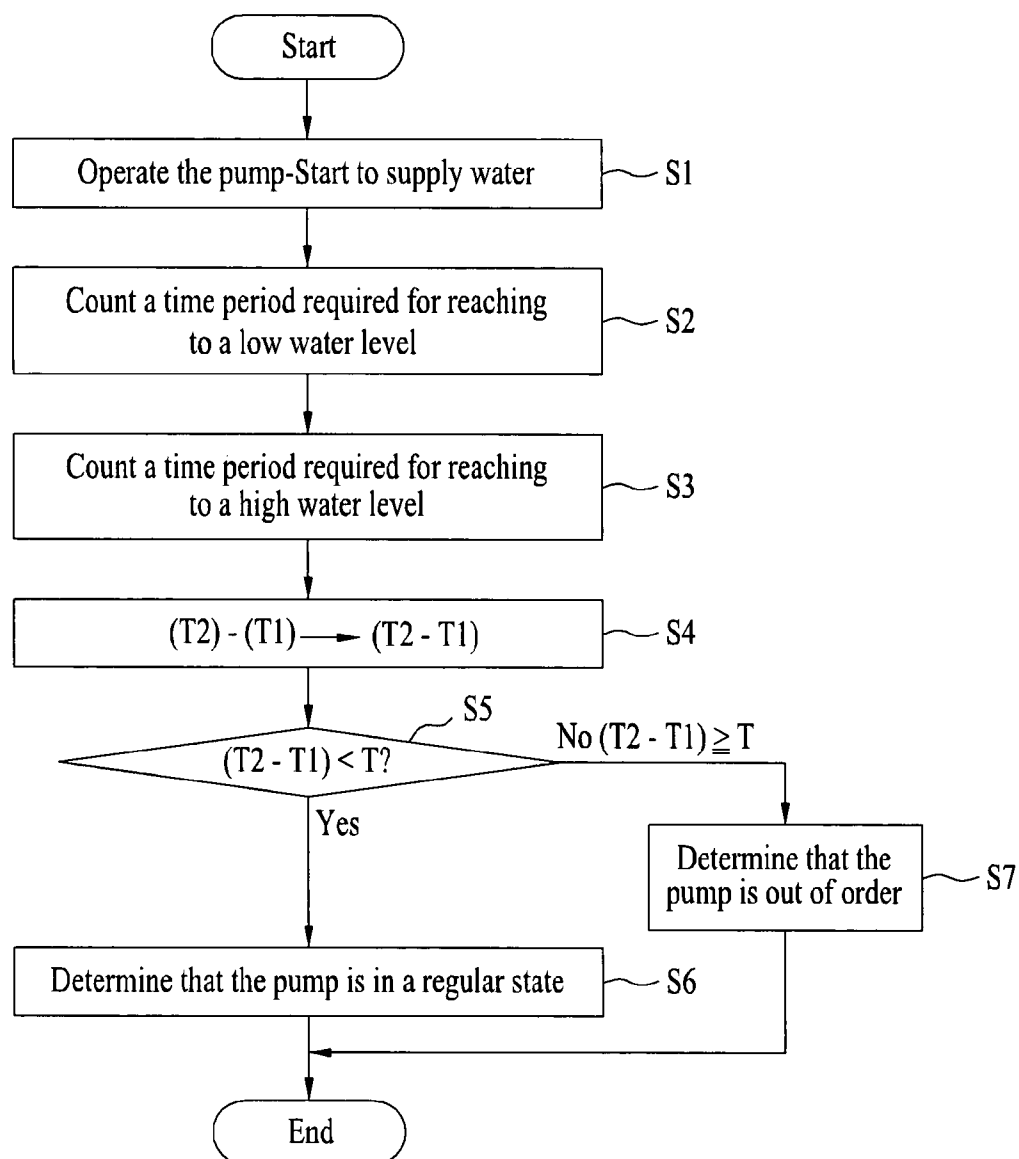 Start
Operate the pump-Start to supply water
S1
Count a time period required for reaching
to a low water level
S2
Count a time period required for reaching
to a high water level
S3
(T2) - (T1) → (T2 - T1)
S4
S5
(T2 - T1) < T?
No (T2 - T1) ≧ T
Yes
Determine that the
pump is out of order
S7
Determine that the pump is in a regular state
S6
End